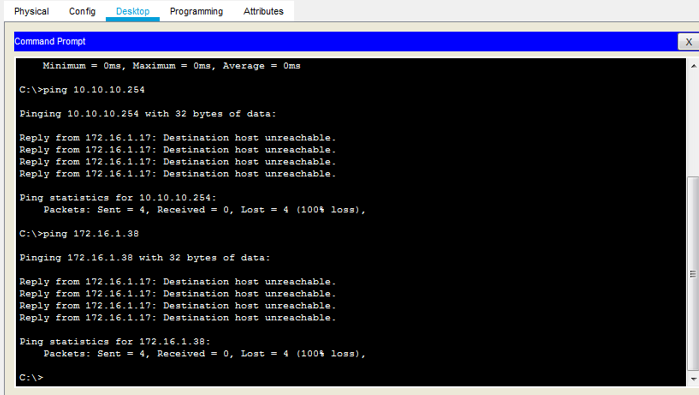 Physical Config Desktop Programming Attributes
Command Prompt X
Minimum = 0ms, Maximum = 0ms, Average = 0ms
C:\>ping 10.10.10.254
Pinging 10.10.10.254 with 32 bytes of data:
Reply from 172.16.1.17: Destination host unreachable.
Reply from 172.16.1.17: Destination host unreachable.
Reply from 172.16.1.17: Destination host unreachable.
Reply from 172.16.1.17: Destination host unreachable.
Ping statistics for 10.10.10.254:
Packets: Sent = 4, Received = 0, Lost = 4 (100% loss),
C:\>ping 172.16.1.38
Pinging 172.16.1.38 with 32 bytes of data:
Reply from 172.16.1.17: Destination host unreachable.
Reply from 172.16.1.17: Destination host unreachable.
Reply from 172.16.1.17: Destination host unreachable.
Reply from 172.16.1.17: Destination host unreachable.
Ping statistics for 172.16.1.38:
Packets: Sent = 4, Received = 0, Lost = 4 (100% loss),
C:\>